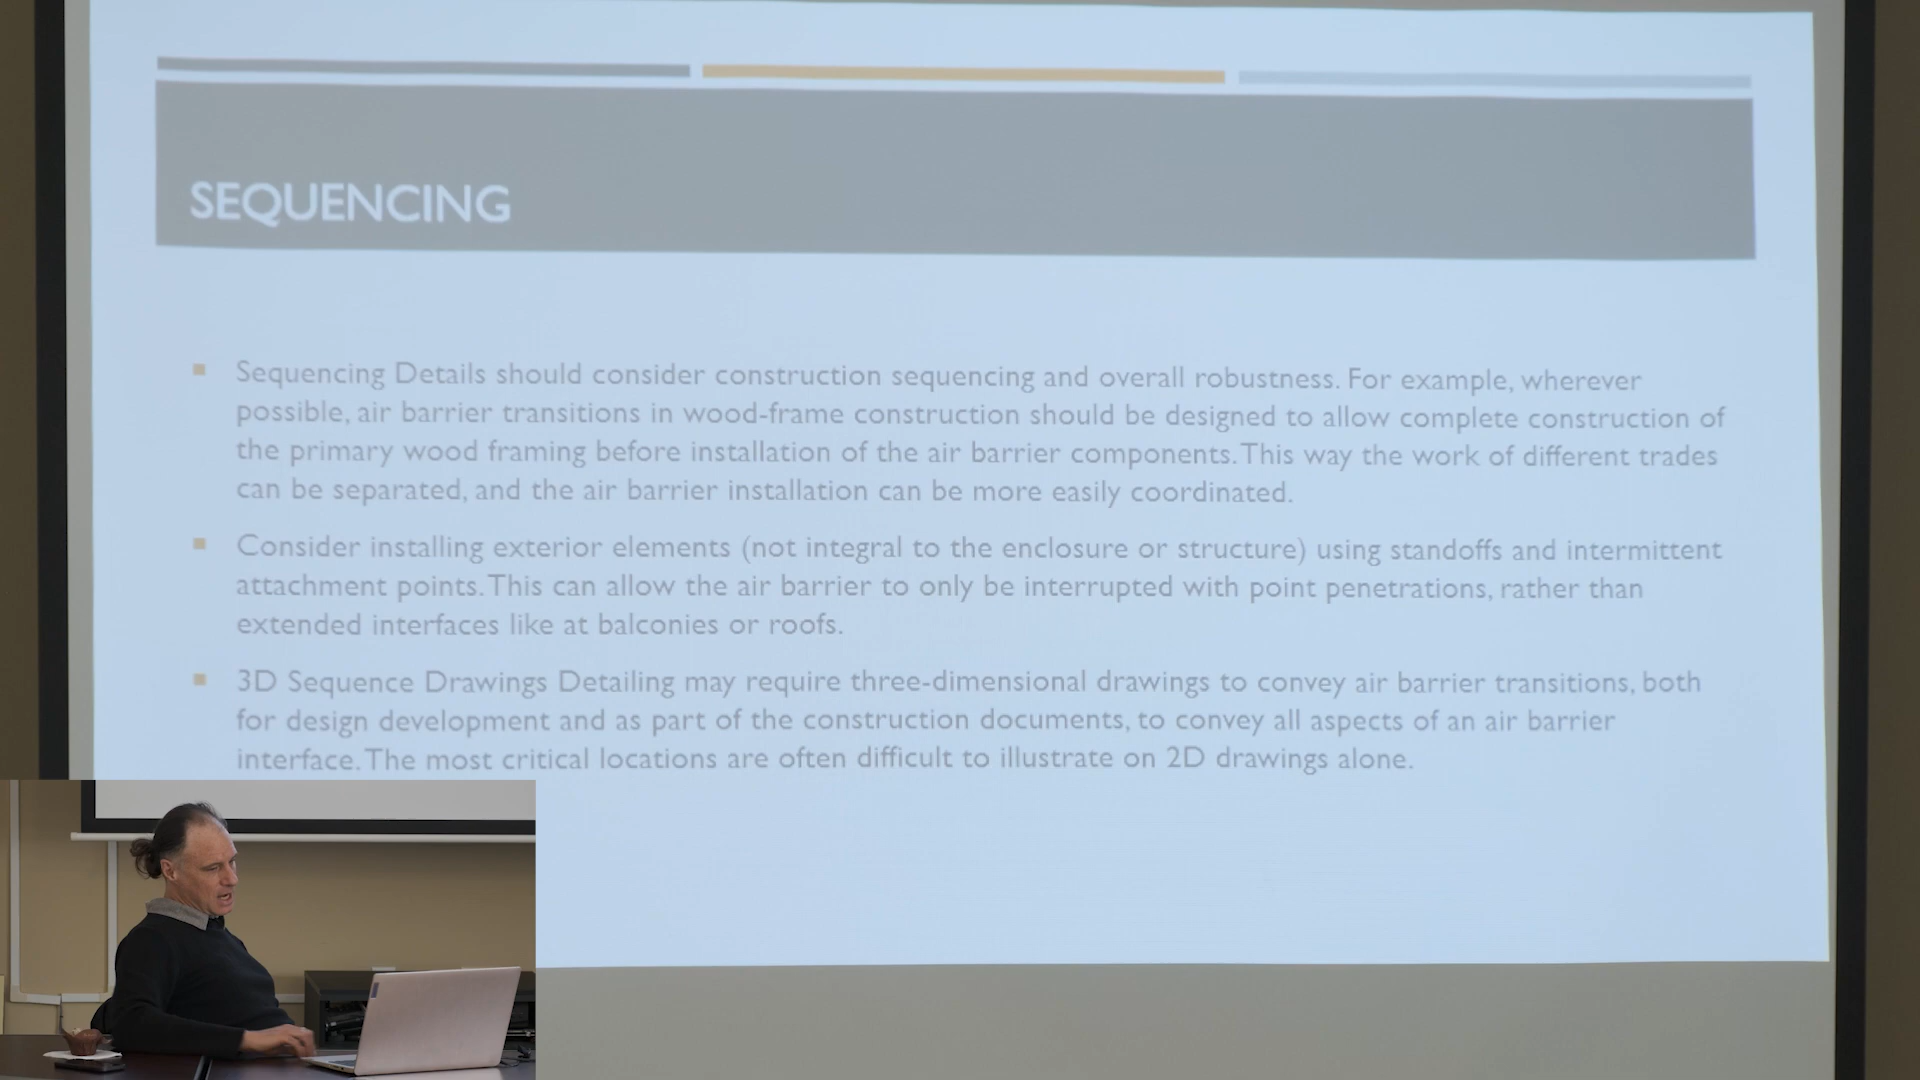 SEQUENCING
Sequencing Details should consider construction sequencing and overall robustness. For example, wherever
possible, air barrier transitions in wood-frame construction should be designed to allow complete construction of
the primary wood framing before installation of the air barrier components. This way the work of different trades
can be separated, and the air barrier installation can be more easily coordinated.
Consider installing exterior elements (not integral to the enclosure or structure) using standoffs and intermittent
attachment points. This can allow the air barrier to only be interrupted with point penetrations, rather than
extended interfaces like at balconies or roofs.
3D Sequence Drawings Detailing may require three-dimensional drawings to convey air barrier transitions, both
for design development and as part of the construction documents, to convey all aspects of an air barrier
interface. The most critical locations are often difficult to illustrate on 2D drawings alone.